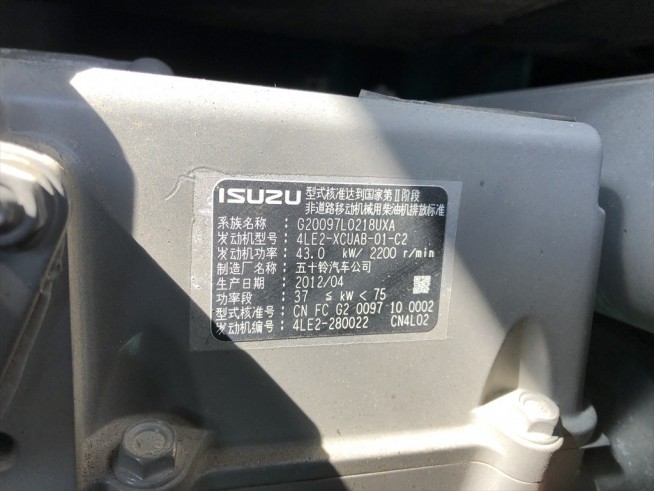 ISUZU 型式核准达到国家第Ⅱ阶段
非道路移动机械用柴油机排放标准
系族名称 : G20097L0218UXA
发动机型号: 4LE2-XCUAB-01-C2
发动机功率: 43.0 kW/ 2200 r/min
制造厂名称: 五十铃汽车公司
生产日期: 2012/04
功率段 : 37 ≤ kW < 75
型式核准号: CN FC G2 0097 10 0002
发动机编号: 4LE2-280022 CN4L02